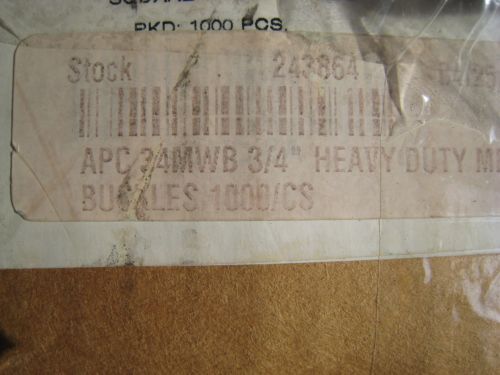 PKD: 1000 PCS.
Stock 243864
APC 34MWB 3/4" HEAVY DUTY
BUCKLES 1000/CS